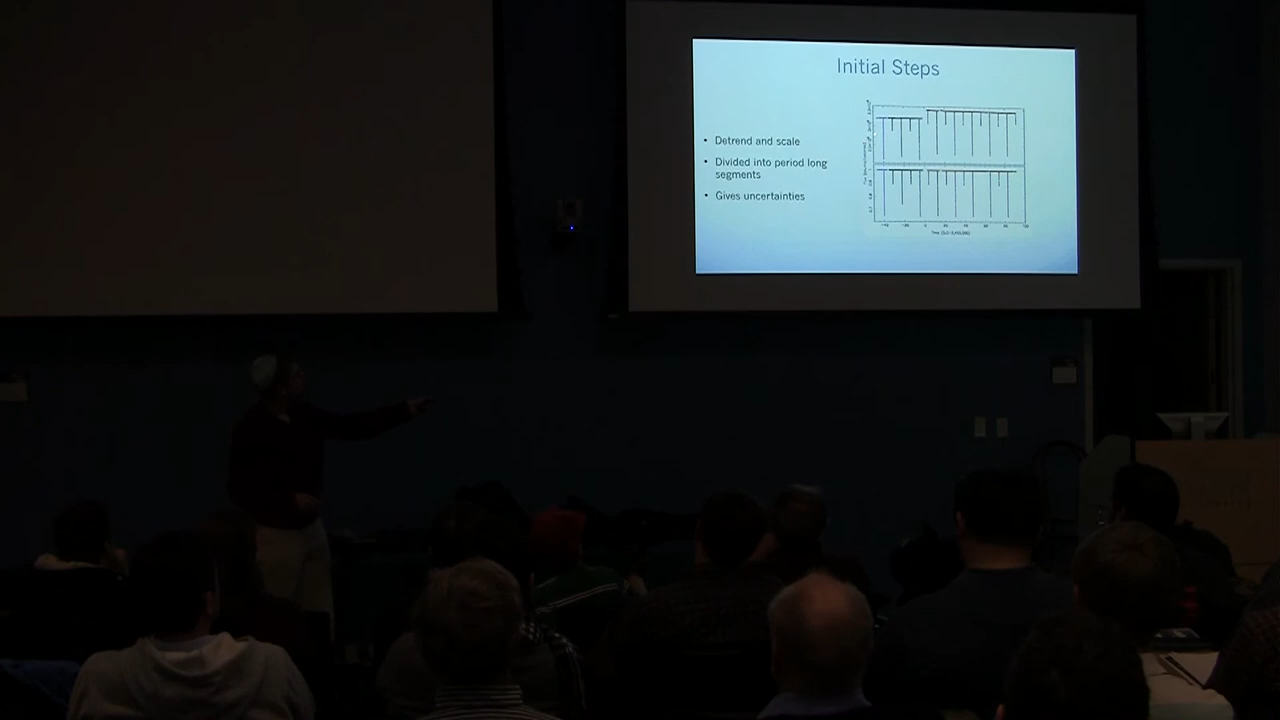 Initial Steps
• Detrend and scale
• Divided into period long
segments
• Gives uncertainties